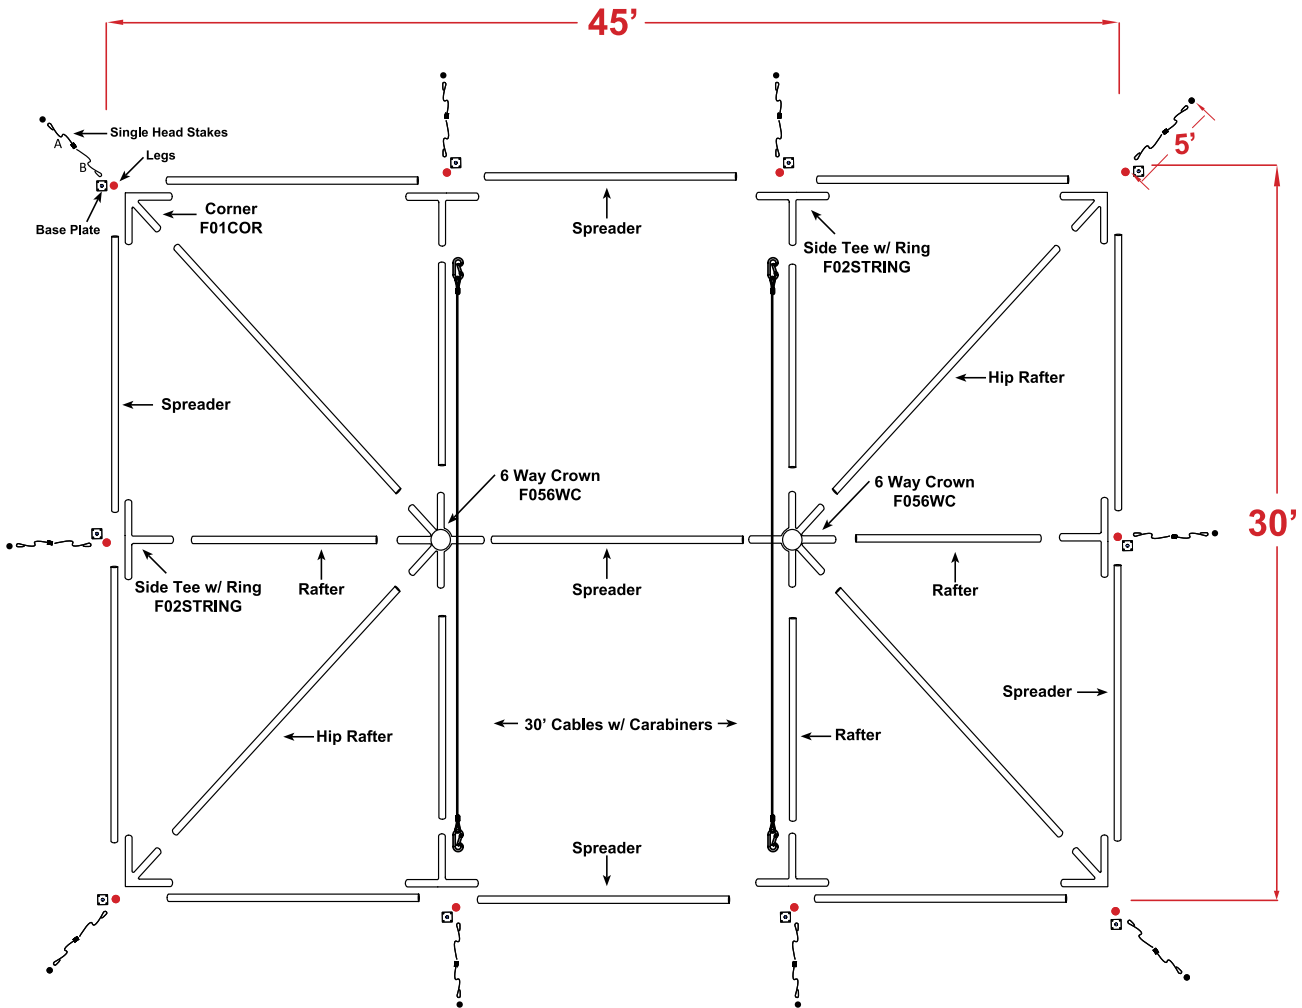 45’
Single Head Stakes
A
B
Legs
Base Plate
Corner
F01COR
Spreader
Side Tee w/ Ring
F02STRING
5’
Hip Rafter
Spreader
6 Way Crown
F056WC
6 Way Crown
F056WC
30’
Side Tee w/ Ring
F02STRING
Rafter
Spreader
Rafter
Spreader
Hip Rafter
30’ Cables w/ Carabiners
Rafter
Spreader